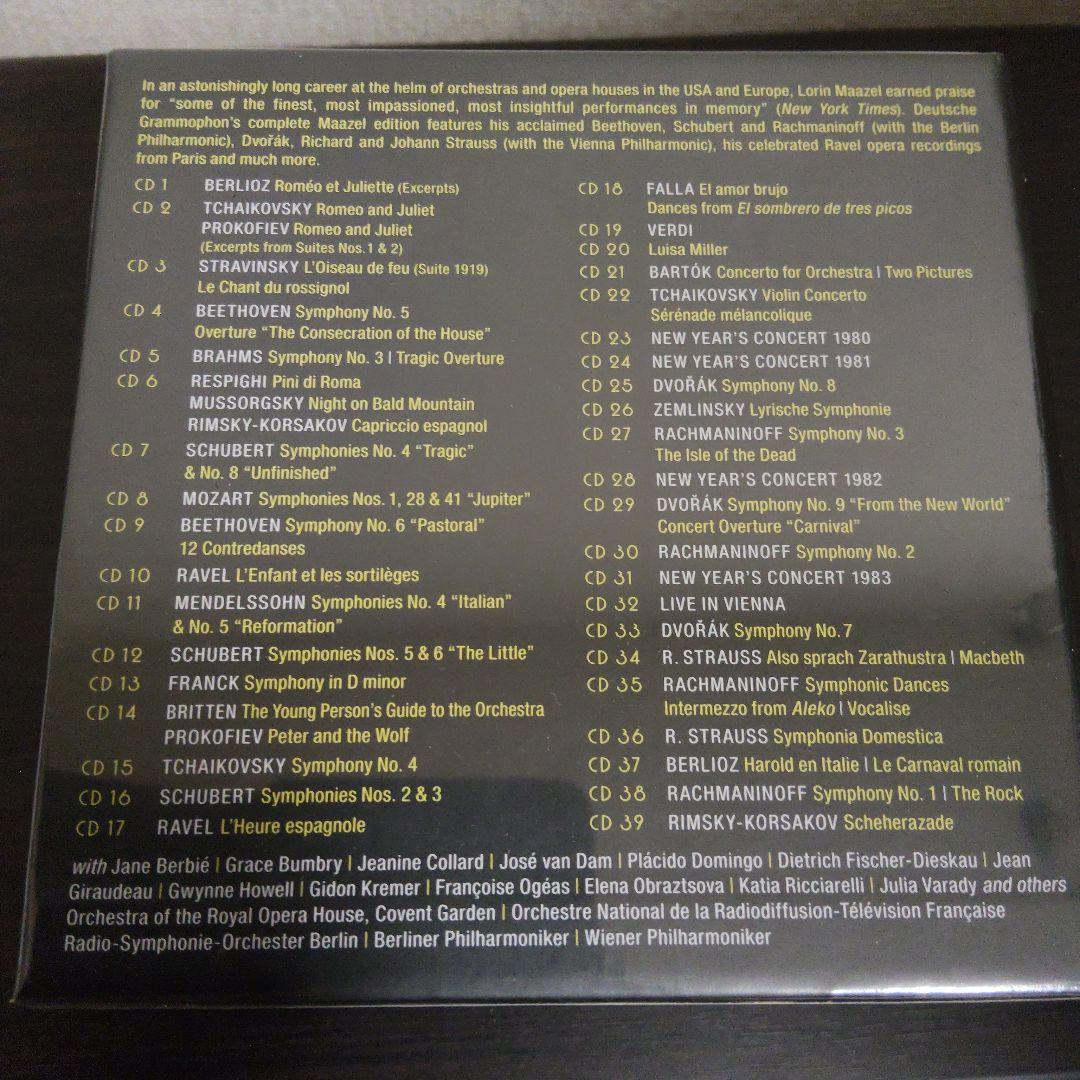 In an astonishingly long career at the helm of orchestras and opera houses in the USA and Europe, Lorin Maazel earned praise
for “some of the finest, most impassioned, most insightful performances in memory” (New York Times). Deutsche
Grammophon’s complete Maazel edition features his acclaimed Beethoven, Schubert and Rachmaninoff (with the Berlin
Philharmonic), Dvořák, Richard and Johann Strauss (with the Vienna Philharmonic), his celebrated Ravel opera recordings
from Paris and much more.
CD 1 BERLIOZ Roméo et Juliette (Excerpts)
CD 2 TCHAIKOVSKY Romeo and Juliet
PROKOFIEV Romeo and Juliet
(Excerpts from Suites Nos. 1 & 2)
CD 3 STRAVINSKY L’Oiseau de feu (Suite 1919)
Le Chant du rossignol
CD 4 BEETHOVEN Symphony No. 5
Overture “The Consecration of the House”
CD 5 BRAHMS Symphony No. 3 | Tragic Overture
CD 6 RESPIGHI Pini di Roma
MUSSORGSKY Night on Bald Mountain
RIMSKY-KORSAKOV Capriccio espagnol
CD 7 SCHUBERT Symphonies No. 4 “Tragic”
& No. 8 “Unfinished”
CD 8 MOZART Symphonies Nos. 1, 28 & 41 “Jupiter”
CD 9 BEETHOVEN Symphony No. 6 “Pastoral”
12 Contredanses
CD 10 RAVEL L’Enfant et les sortilèges
CD 11 MENDELSSOHN Symphonies No. 4 “Italian”
& No. 5 “Reformation”
CD 12 SCHUBERT Symphonies Nos. 5 & 6 “The Little”
CD 13 FRANCK Symphony in D minor
CD 14 BRITTEN The Young Person’s Guide to the Orchestra
PROKOFIEV Peter and the Wolf
CD 15 TCHAIKOVSKY Symphony No. 4
CD 16 SCHUBERT Symphonies Nos. 2 & 3
CD 17 RAVEL L’Heure espagnole
CD 18 FALLA El amor brujo
Dances from El sombrero de tres picos
CD 19 VERDI
CD 20 Luisa Miller
CD 21 BARTÓK Concerto for Orchestra | Two Pictures
CD 22 TCHAIKOVSKY Violin Concerto
Sérénade mélancolique
CD 23 NEW YEAR’S CONCERT 1980
CD 24 NEW YEAR’S CONCERT 1981
CD 25 DVOŘÁK Symphony No. 8
CD 26 ZEMLINSKY Lyrische Symphonie
CD 27 RACHMANINOFF Symphony No. 3
The Isle of the Dead
CD 28 NEW YEAR’S CONCERT 1982
CD 29 DVOŘÁK Symphony No. 9 “From the New World”
Concert Overture “Carnival”
CD 30 RACHMANINOFF Symphony No. 2
CD 31 NEW YEAR’S CONCERT 1983
CD 32 LIVE IN VIENNA
CD 33 DVOŘÁK Symphony No. 7
CD 34 R. STRAUSS Also sprach Zarathustra | Macbeth
CD 35 RACHMANINOFF Symphonic Dances
Intermezzo from Aleko | Vocalise
CD 36 R. STRAUSS Symphonia Domestica
CD 37 BERLIOZ Harold en Italie | Le Carnaval romain
CD 38 RACHMANINOFF Symphony No. 1 | The Rock
CD 39 RIMSKY-KORSAKOV Scheherazade
with Jane Berbié | Grace Bumbry | Jeanine Collard | José van Dam | Plácido Domingo | Dietrich Fischer-Dieskau | Jean
Giraudeau | Gwynne Howell | Gidon Kremer | Françoise Ogéas | Elena Obraztsova | Katia Ricciarelli | Julia Varady and others
Orchestra of the Royal Opera House, Covent Garden | Orchestre National de la Radiodiffusion-Télévision Française
Radio-Symphonie-Orchester Berlin | Berliner Philharmoniker | Wiener Philharmoniker